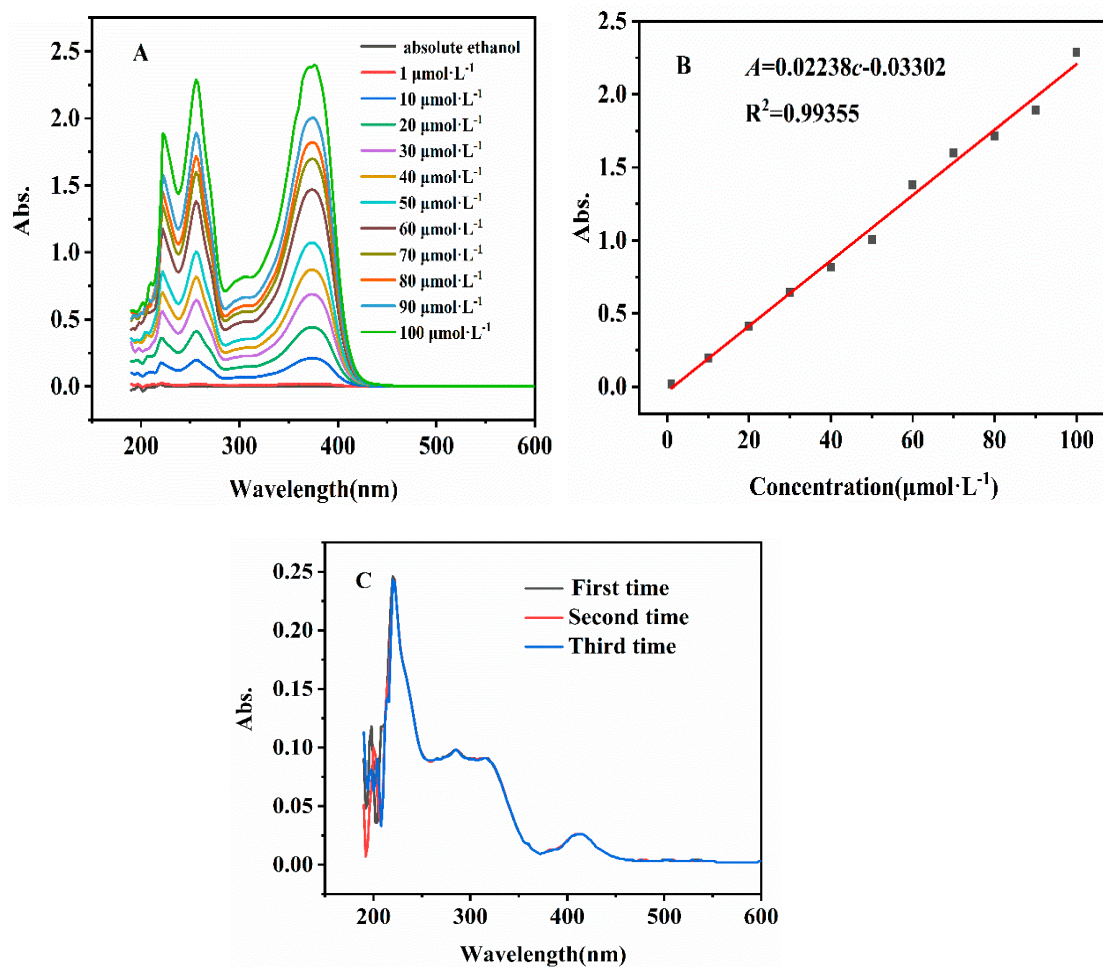 A
absolute ethanol
1 μmol·L⁻¹
10 μmol·L⁻¹
20 μmol·L⁻¹
30 μmol·L⁻¹
40 μmol·L⁻¹
50 μmol·L⁻¹
60 μmol·L⁻¹
70 μmol·L⁻¹
80 μmol·L⁻¹
90 μmol·L⁻¹
100 μmol·L⁻¹
Abs.
2.5
2.0
1.5
1.0
0.5
0.0
200 300 400 500 600
Wavelength(nm)
B
A=0.02238c-0.03302
R²=0.99355
Abs.
2.5
2.0
1.5
1.0
0.5
0.0
0 20 40 60 80 100
Concentration(μmol·L⁻¹)
C
First time
Second time
Third time
Abs.
0.25
0.20
0.15
0.10
0.05
0.00
200 300 400 500 600
Wavelength(nm)